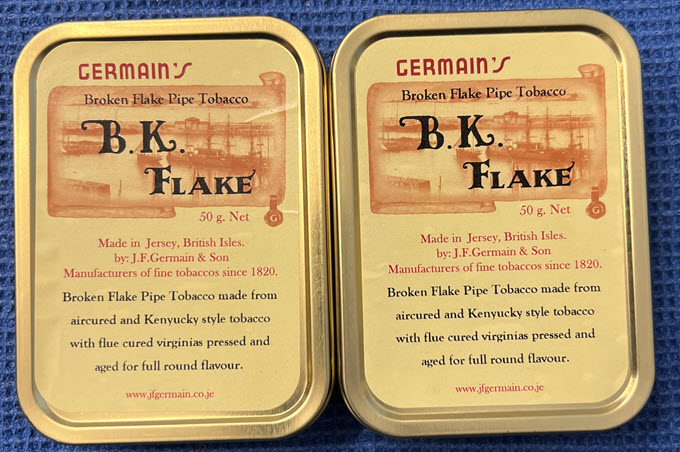 GERMAIN'S
Broken Flake Pipe Tobacco
B.K.
FLAKE
50 g. Net
G
Made in Jersey, British Isles.
by: J.F.Germain & Son
Manufacturers of fine tobaccos since 1820.
Broken Flake Pipe Tobacco made from
aircured and Kenyucky style tobacco
with flue cured virginias pressed and
aged for full round flavour.
www.jfgermain.co.je
GERMAIN'S
Broken Flake Pipe Tobacco
B.K.
FLAKE
50 g. Net
G
Made in Jersey, British Isles.
by: J.F.Germain & Son
Manufacturers of fine tobaccos since 1820.
Broken Flake Pipe Tobacco made from
aircured and Kenyucky style tobacco
with flue cured virginias pressed and
aged for full round flavour.
www.jfgermain.co.je